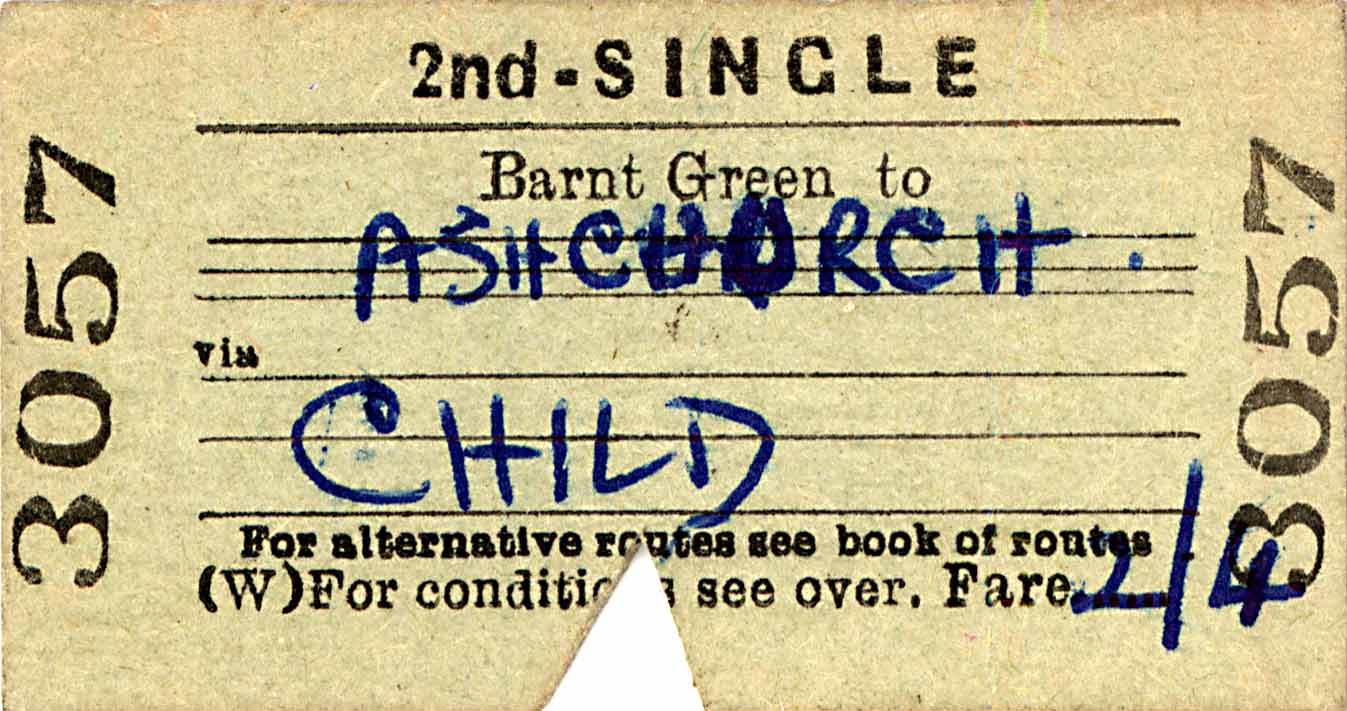 2nd-SINGLE
3057
Barnt Green to
ASHCHURCH.
via
CHILD
For alternative routes see book of routes
(W) For conditions see over. Fare 2/4
3057